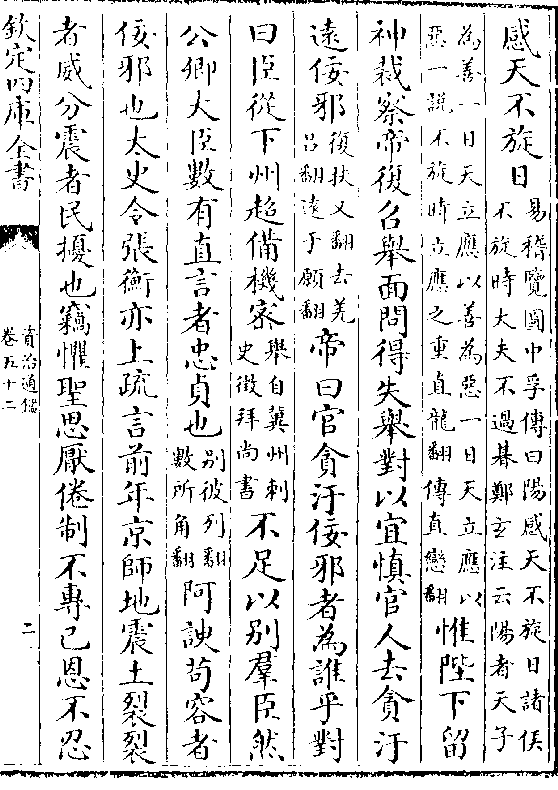 感天不旋日易稽覽圖中孚傳曰陽感天不旋日諸侯不旋時大夫不過朞鄭玄注云陽者天子
為善一日天立應以善為惡一日天立應以惡一説不旋時立應之重直龍翻傳直戀翻惟陛下留
神裁察帝復召舉面問得失舉對以宜慎官人去貪汙
遠佞邪復扶又翻去羌呂翻遠于願翻帝曰官貪汙佞邪者為誰乎對
曰臣從下州超備機密舉自冀州刺史徵拜尚書不足以别羣臣然
公卿大臣數有直言者忠貞也别彼列翻數所角翻阿諛苟容者
佞邪也太史令張衡亦上疏言前年京師地震土裂裂
者威分震者民擾也竊懼聖思厭倦制不專已恩不忍
欽定四庫全書
資治通鑑
卷五十二
二